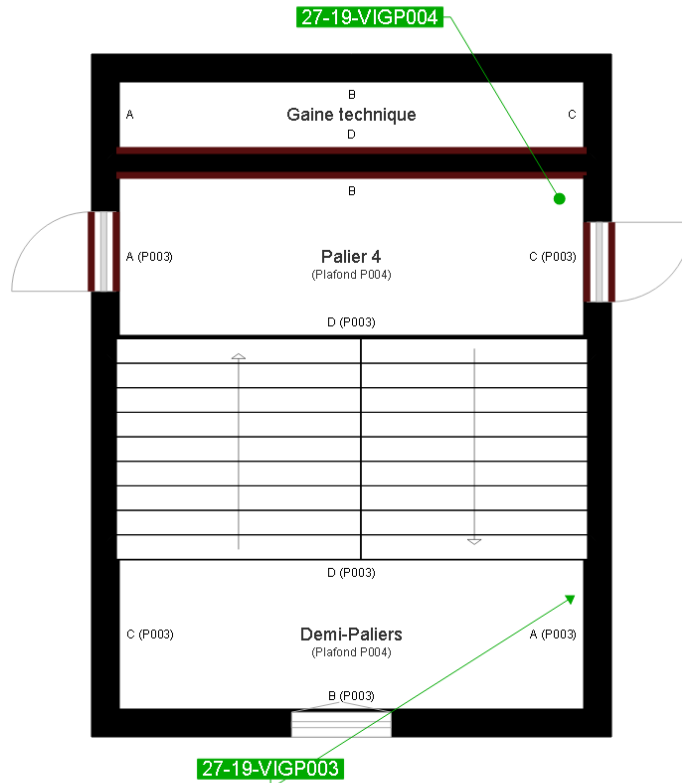 27-19-VIGP004
B
A
Gaine technique
C
D
B
A (P003)
Palier 4
C (P003)
(Plafond P004)
D (P003)
D (P003)
C (P003)
Demi-Paliers
A (P003)
(Plafond P004)
B (P003)
27-19-VIGP003